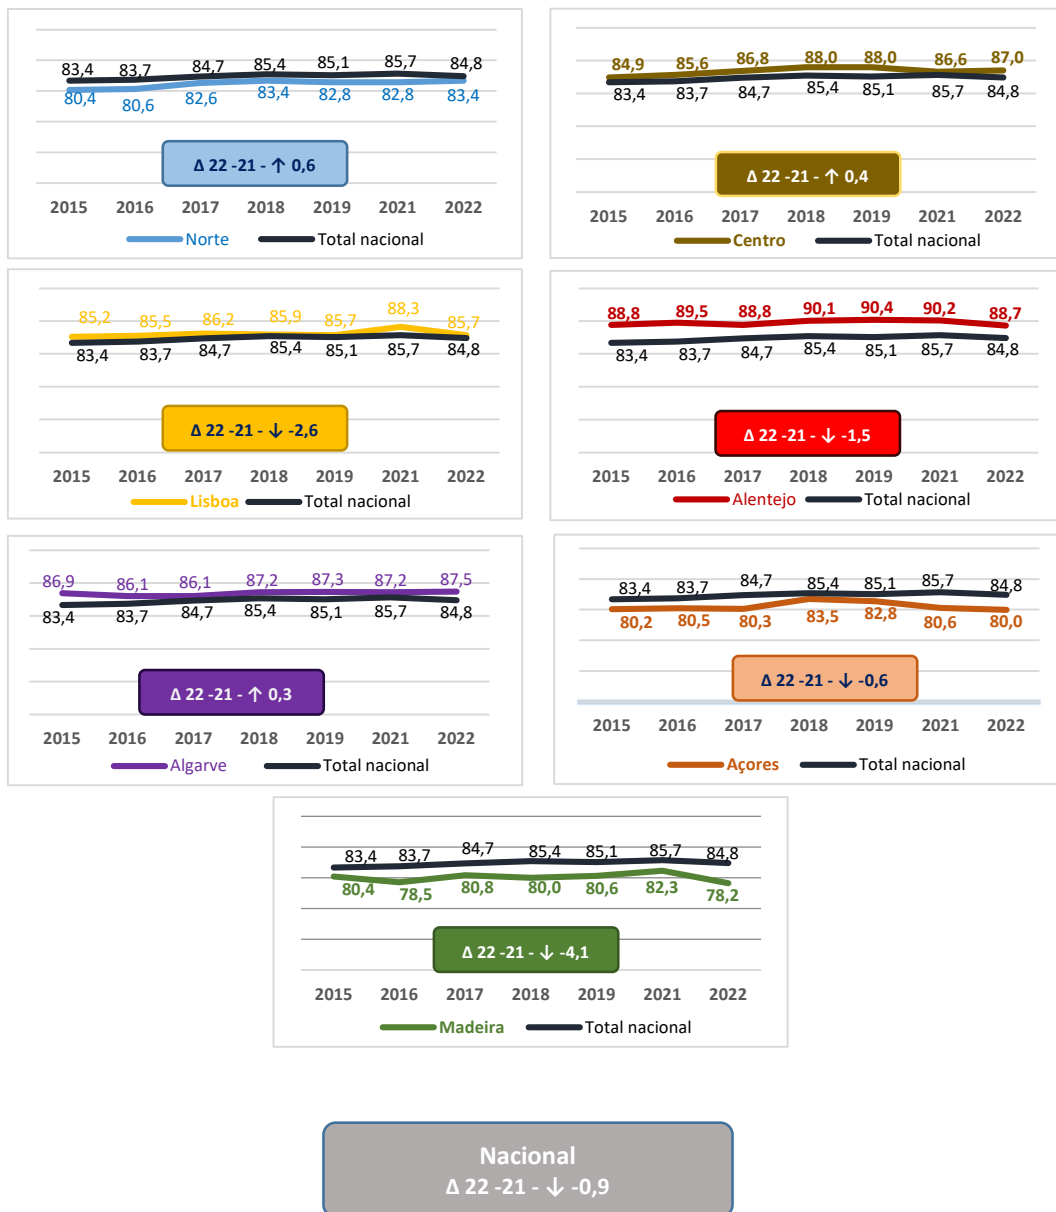 83,4 83,7 84,7 85,4 85,1 85,7 84,8
80,4 80,6 82,6 83,4 82,8 82,8 83,4
Δ 22 -21 - ↑ 0,6
2015 2016 2017 2018 2019 2021 2022
Norte Total nacional
84,9 85,6 86,8 88,0 88,0 86,6 87,0
83,4 83,7 84,7 85,4 85,1 85,7 84,8
Δ 22 -21 - ↑ 0,4
2015 2016 2017 2018 2019 2021 2022
Centro Total nacional
85,2 85,5 86,2 85,9 85,7 88,3 85,7
83,4 83,7 84,7 85,4 85,1 85,7 84,8
Δ 22 -21 - ↓ -2,6
2015 2016 2017 2018 2019 2021 2022
Lisboa Total nacional
88,8 89,5 88,8 90,1 90,4 90,2 88,7
83,4 83,7 84,7 85,4 85,1 85,7 84,8
Δ 22 -21 - ↓ -1,5
2015 2016 2017 2018 2019 2021 2022
Alentejo Total nacional
86,9 86,1 86,1 87,2 87,3 87,2 87,5
83,4 83,7 84,7 85,4 85,1 85,7 84,8
Δ 22 -21 - ↑ 0,3
2015 2016 2017 2018 2019 2021 2022
Algarve Total nacional
83,4 83,7 84,7 85,4 85,1 85,7 84,8
80,2 80,5 80,3 83,5 82,8 80,6 80,0
Δ 22 -21 - ↓ -0,6
2015 2016 2017 2018 2019 2021 2022
Açores Total nacional
83,4 83,7 84,7 85,4 85,1 85,7 84,8
80,4 78,5 80,8 80,0 80,6 82,3 78,2
Δ 22 -21 - ↓ -4,1
2015 2016 2017 2018 2019 2021 2022
Madeira Total nacional
Nacional
Δ 22 -21 - ↓ -0,9